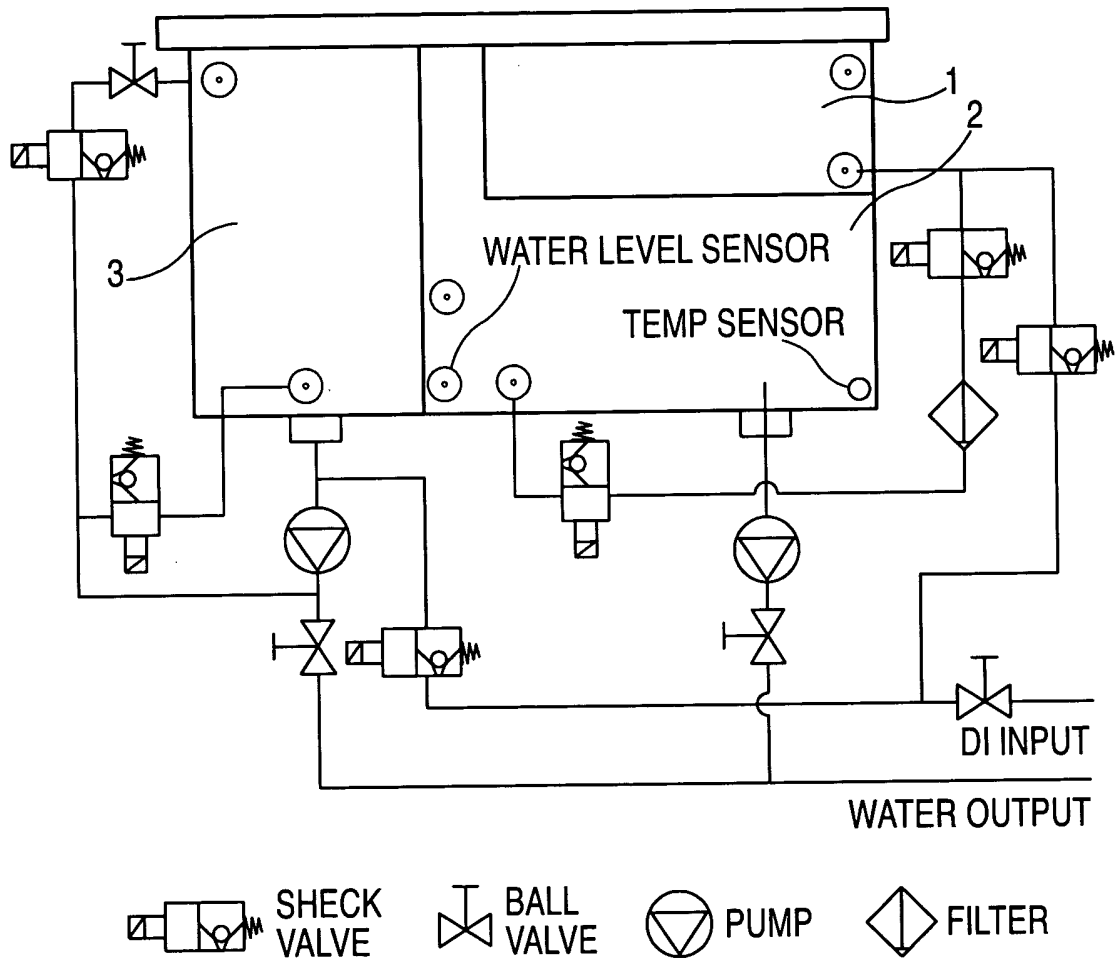 1
2
3
WATER LEVEL SENSOR
TEMP SENSOR
DI INPUT
WATER OUTPUT
SHECK
VALVE
BALL
VALVE
PUMP
FILTER